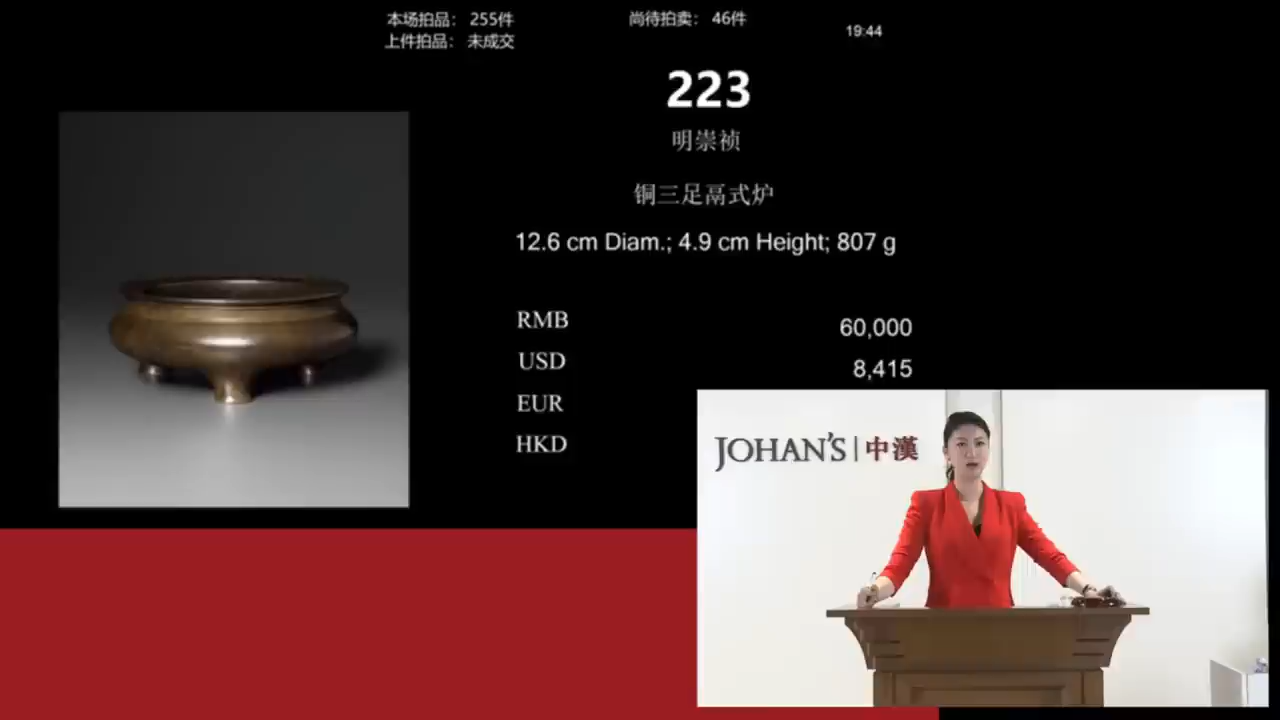 本场拍品： 255件
尚待拍卖： 46件
19:44
上件拍品： 未成交
223
明崇祯
铜三足鬲式炉
12.6 cm Diam.; 4.9 cm Height; 807 g
RMB 60,000
USD 8,415
EUR
HKD
JOHAN'S | 中漢